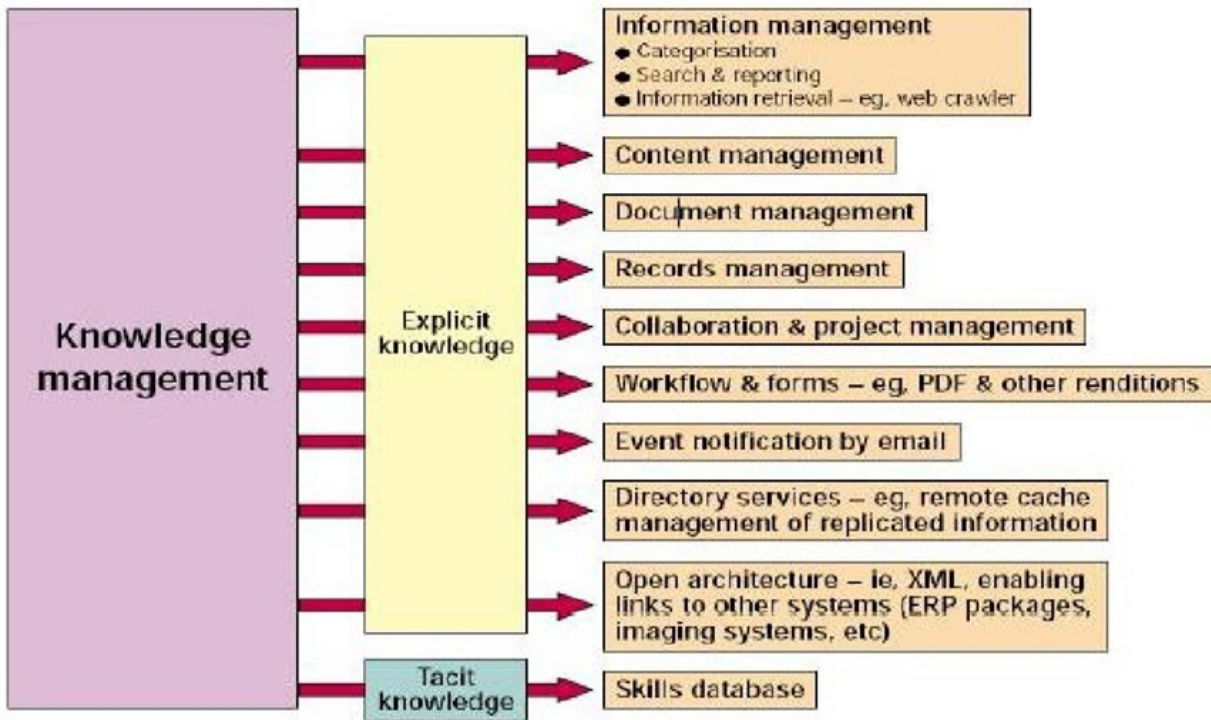 Knowledge
management
Explicit
knowledge
Tacit
knowledge
Information management
● Categorisation
● Search & reporting
● Information retrieval – eg, web crawler
Content management
Document management
Records management
Collaboration & project management
Workflow & forms – eg, PDF & other renditions
Event notification by email
Directory services – eg, remote cache
management of replicated information
Open architecture – ie, XML, enabling
links to other systems (ERP packages,
imaging systems, etc)
Skills database